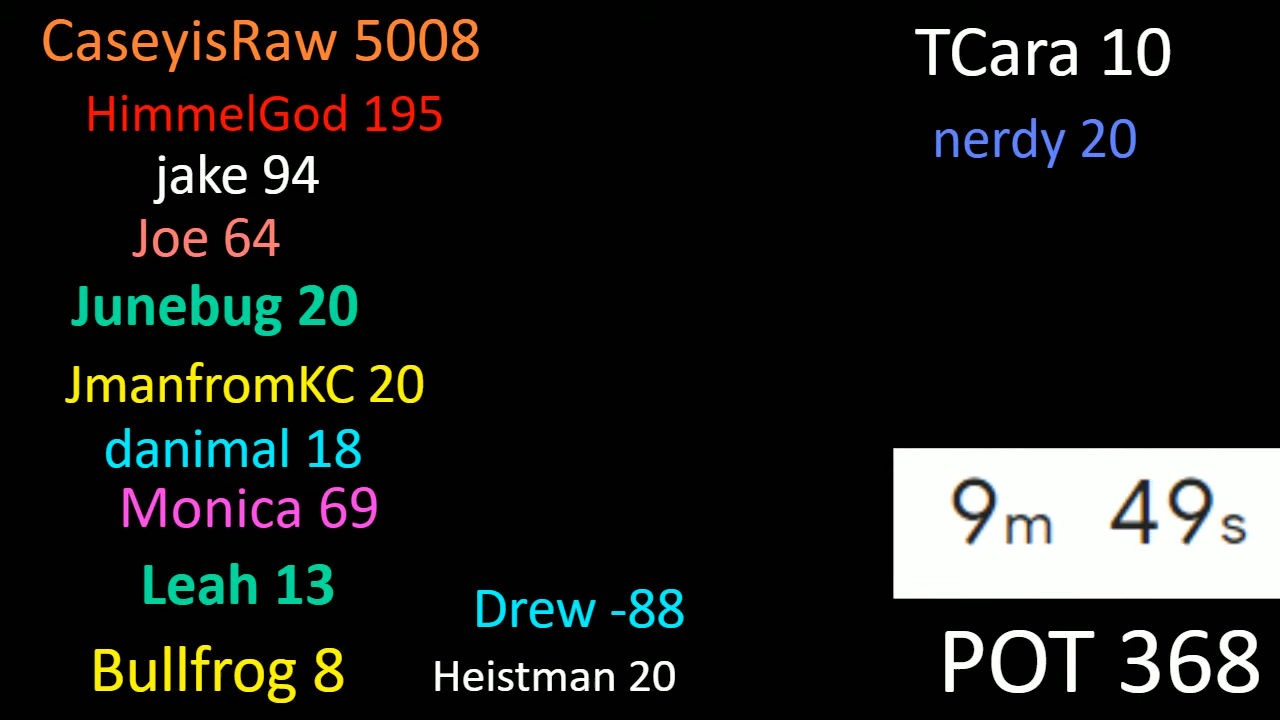 CaseyisRaw 5008
HimmelGod 195
jake 94
Joe 64
Junebug 20
JmanfromKC 20
danimal 18
Monica 69
Leah 13
Bullfrog 8
Drew -88
Heistman 20
TCara 10
nerdy 20
9m 49s
POT 368